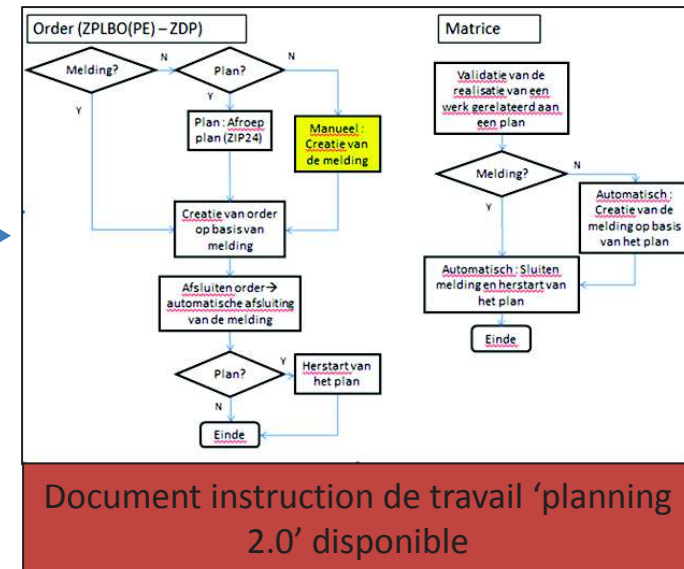 Order (ZPLBO(PE) – ZDP)
Melding?
N
Plan?
N
Y
Y
Plan : Afroep
plan (ZIP24)
Manueel :
Creatie van
de melding
Creatie van order
op basis van
melding
Afsluiten order→
automatische afsluiting
van de melding
Plan?
Y
Herstart van
het plan
N
Einde
Matrice
Validatie van de
realisatie van een
werk gerelateerd aan
een plan
Melding?
N
Y
Automatisch :
Creatie van de
melding op basis
van het plan
Automatisch : Sluiten
melding en herstart van
het plan
Einde
Document instruction de travail ‘planning
2.0’ disponible